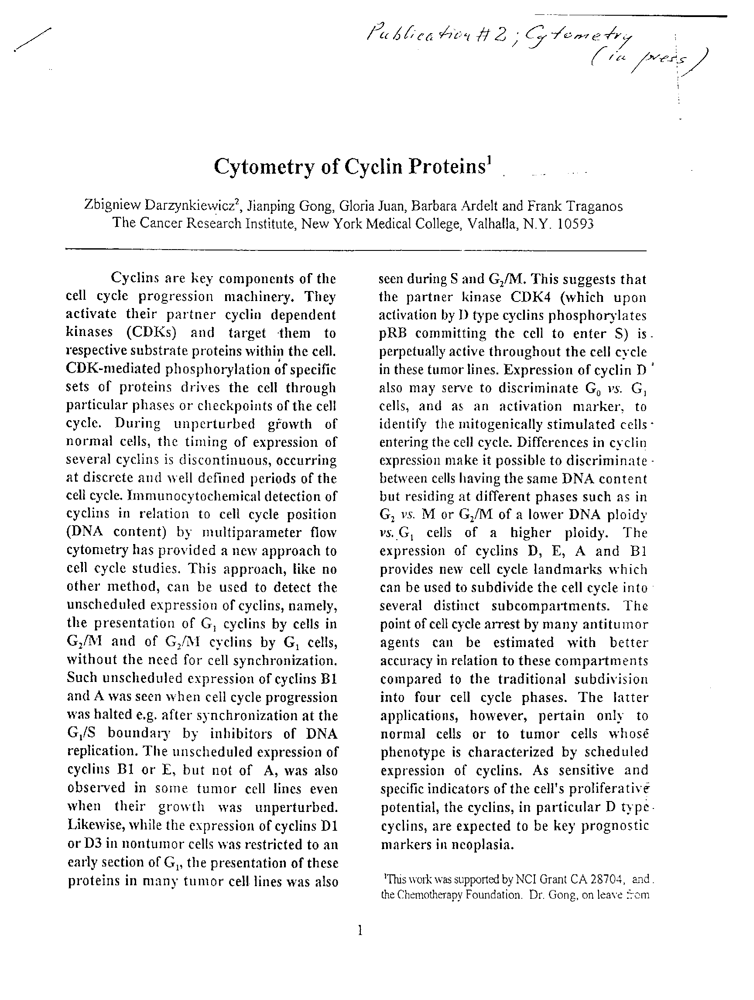 Publication # 2 ; Cytometry
(in press)
Cytometry of Cyclin Proteins¹
Zbigniew Darzynkiewicz², Jianping Gong, Gloria Juan, Barbara Ardelt and Frank Traganos
The Cancer Research Institute, New York Medical College, Valhalla, N.Y. 10593
Cyclins are key components of the
cell cycle progression machinery. They
activate their partner cyclin dependent
kinases (CDKs) and target them to
respective substrate proteins within the cell.
CDK-mediated phosphorylation of specific
sets of proteins drives the cell through
particular phases or checkpoints of the cell
cycle. During unperturbed growth of
normal cells, the timing of expression of
several cyclins is discontinuous, occurring
at discrete and well defined periods of the
cell cycle. Immunocytochemical detection of
cyclins in relation to cell cycle position
(DNA content) by multiparameter flow
cytometry has provided a new approach to
cell cycle studies. This approach, like no
other method, can be used to detect the
unscheduled expression of cyclins, namely,
the presentation of G₁ cyclins by cells in
G₂/M and of G₂/M cyclins by G₁ cells,
without the need for cell synchronization.
Such unscheduled expression of cyclins B1
and A was seen when cell cycle progression
was halted e.g. after synchronization at the
G₁/S boundary by inhibitors of DNA
replication. The unscheduled expression of
cyclins B1 or E, but not of A, was also
observed in some tumor cell lines even
when their growth was unperturbed.
Likewise, while the expression of cyclins D1
or D3 in nontumor cells was restricted to an
early section of G₁, the presentation of these
proteins in many tumor cell lines was also
seen during S and G₂/M. This suggests that
the partner kinase CDK4 (which upon
activation by D type cyclins phosphorylates
pRB committing the cell to enter S) is
perpetually active throughout the cell cycle
in these tumor lines. Expression of cyclin D
also may serve to discriminate G₀ vs. G₁
cells, and as an activation marker, to
identify the mitogenically stimulated cells
entering the cell cycle. Differences in cyclin
expression make it possible to discriminate
between cells having the same DNA content
but residing at different phases such as in
G₂ vs. M or G₂/M of a lower DNA ploidy
vs. G₁ cells of a higher ploidy. The
expression of cyclins D, E, A and B1
provides new cell cycle landmarks which
can be used to subdivide the cell cycle into
several distinct subcompartments. The
point of cell cycle arrest by many antitumor
agents can be estimated with better
accuracy in relation to these compartments
compared to the traditional subdivision
into four cell cycle phases. The latter
applications, however, pertain only to
normal cells or to tumor cells whose
phenotype is characterized by scheduled
expression of cyclins. As sensitive and
specific indicators of the cell's proliferative
potential, the cyclins, in particular D type
cyclins, are expected to be key prognostic
markers in neoplasia.
¹This work was supported by NCI Grant CA 28704, and
the Chemotherapy Foundation. Dr. Gong, on leave from
1